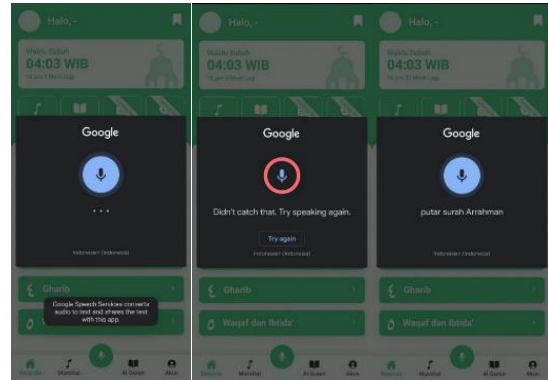 Halo, -
Waktu Subuh
04:03 WIB
Google
...
Indonesian (Indonesia)
Gharib
Google Speech Services converts
audio to text and shares the text
with this app.
Beranda
Murottal
Al Quran
Akun
Halo, -
Waktu Subuh
04:03 WIB
Google
Didn't catch that. Try speaking again.
Try again
Indonesian (Indonesia)
Gharib
Waqaf dan Ibtida'
Beranda
Murottal
Al Quran
Akun
Halo, -
Waktu Subuh
04:03 WIB
Google
putar surah Arrahman
Indonesian (Indonesia)
Gharib
Waqaf dan Ibtida'
Beranda
Murottal
Al Quran
Akun